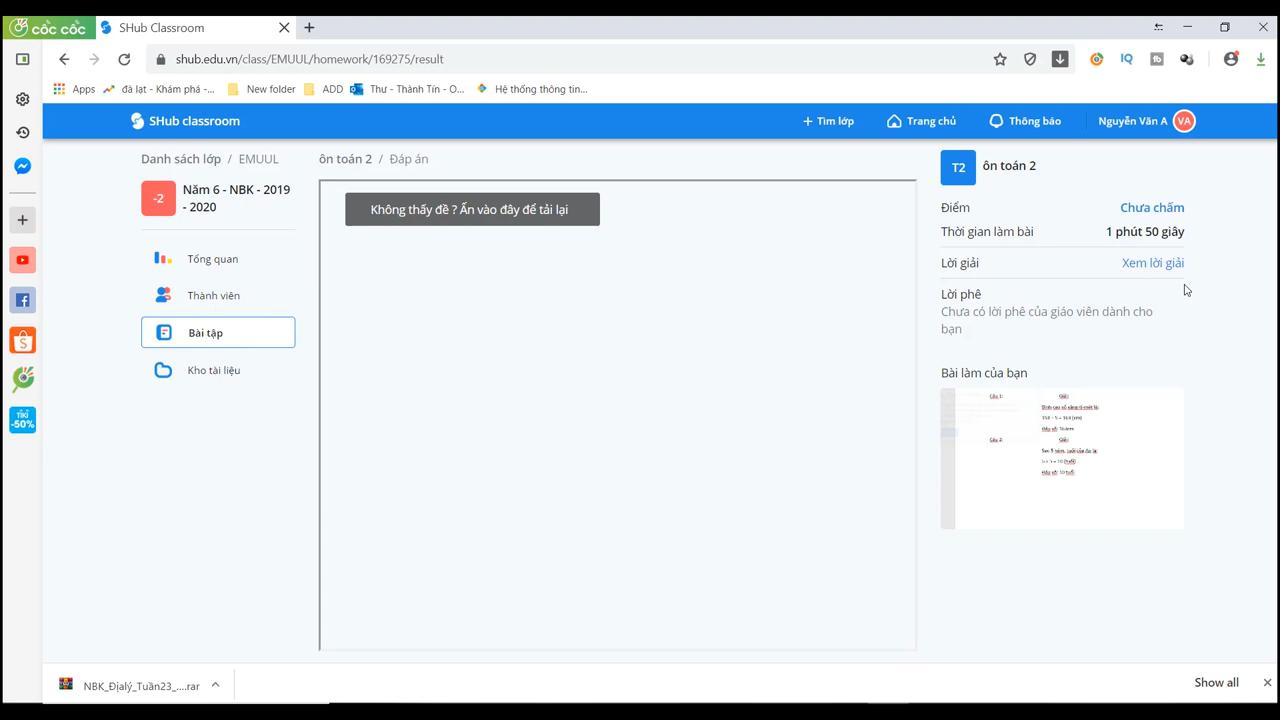 cốc cốc
SHub Classroom
shub.edu.vn/class/EMUUL/homework/169275/result
IQ
Apps
đà lạt - Khám phá -...
New folder
ADD
Thư - Thành Tín - O...
Hệ thống thông tin...
SHub classroom
+ Tìm lớp
Trang chủ
Thông báo
Nguyễn Văn A
VA
TIKI
-50%
Danh sách lớp / EMUUL
-2
Năm 6 - NBK - 2019
- 2020
Tổng quan
Thành viên
Bài tập
Kho tài liệu
ôn toán 2 / Đáp án
Không thấy đề ? Ấn vào đây để tải lại
T2
ôn toán 2
Điểm
Chưa chấm
Thời gian làm bài
1 phút 50 giây
Lời giải
Xem lời giải
Lời phê
Chưa có lời phê của giáo viên dành cho
bạn
Bài làm của bạn
Câu 1:
Giải:
Câu 2:
Giải:
NBK_Địalý_Tuần23_....rar
Show all